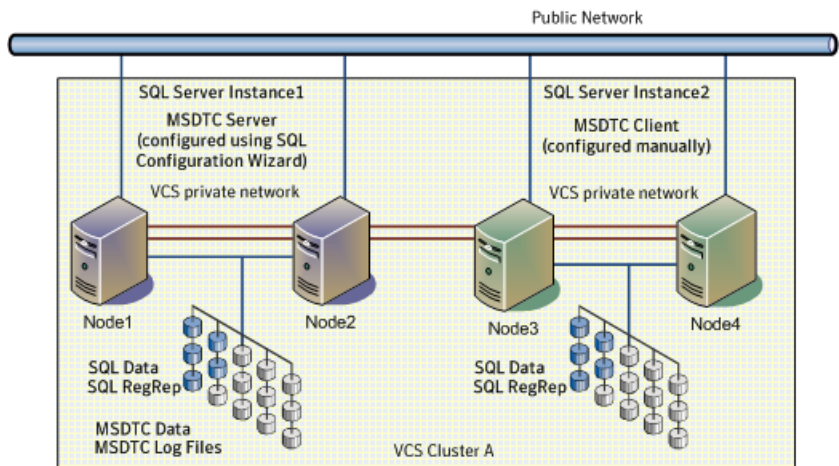 Public Network
SQL Server Instance1
MSDTC Server
(configured using SQL
Configuration Wizard)
VCS private network
SQL Server Instance2
MSDTC Client
(configured manually)
VCS private network
Node1
Node2
Node3
Node4
SQL Data
SQL RegRep
MSDTC Data
MSDTC Log Files
SQL Data
SQL RegRep
VCS Cluster A